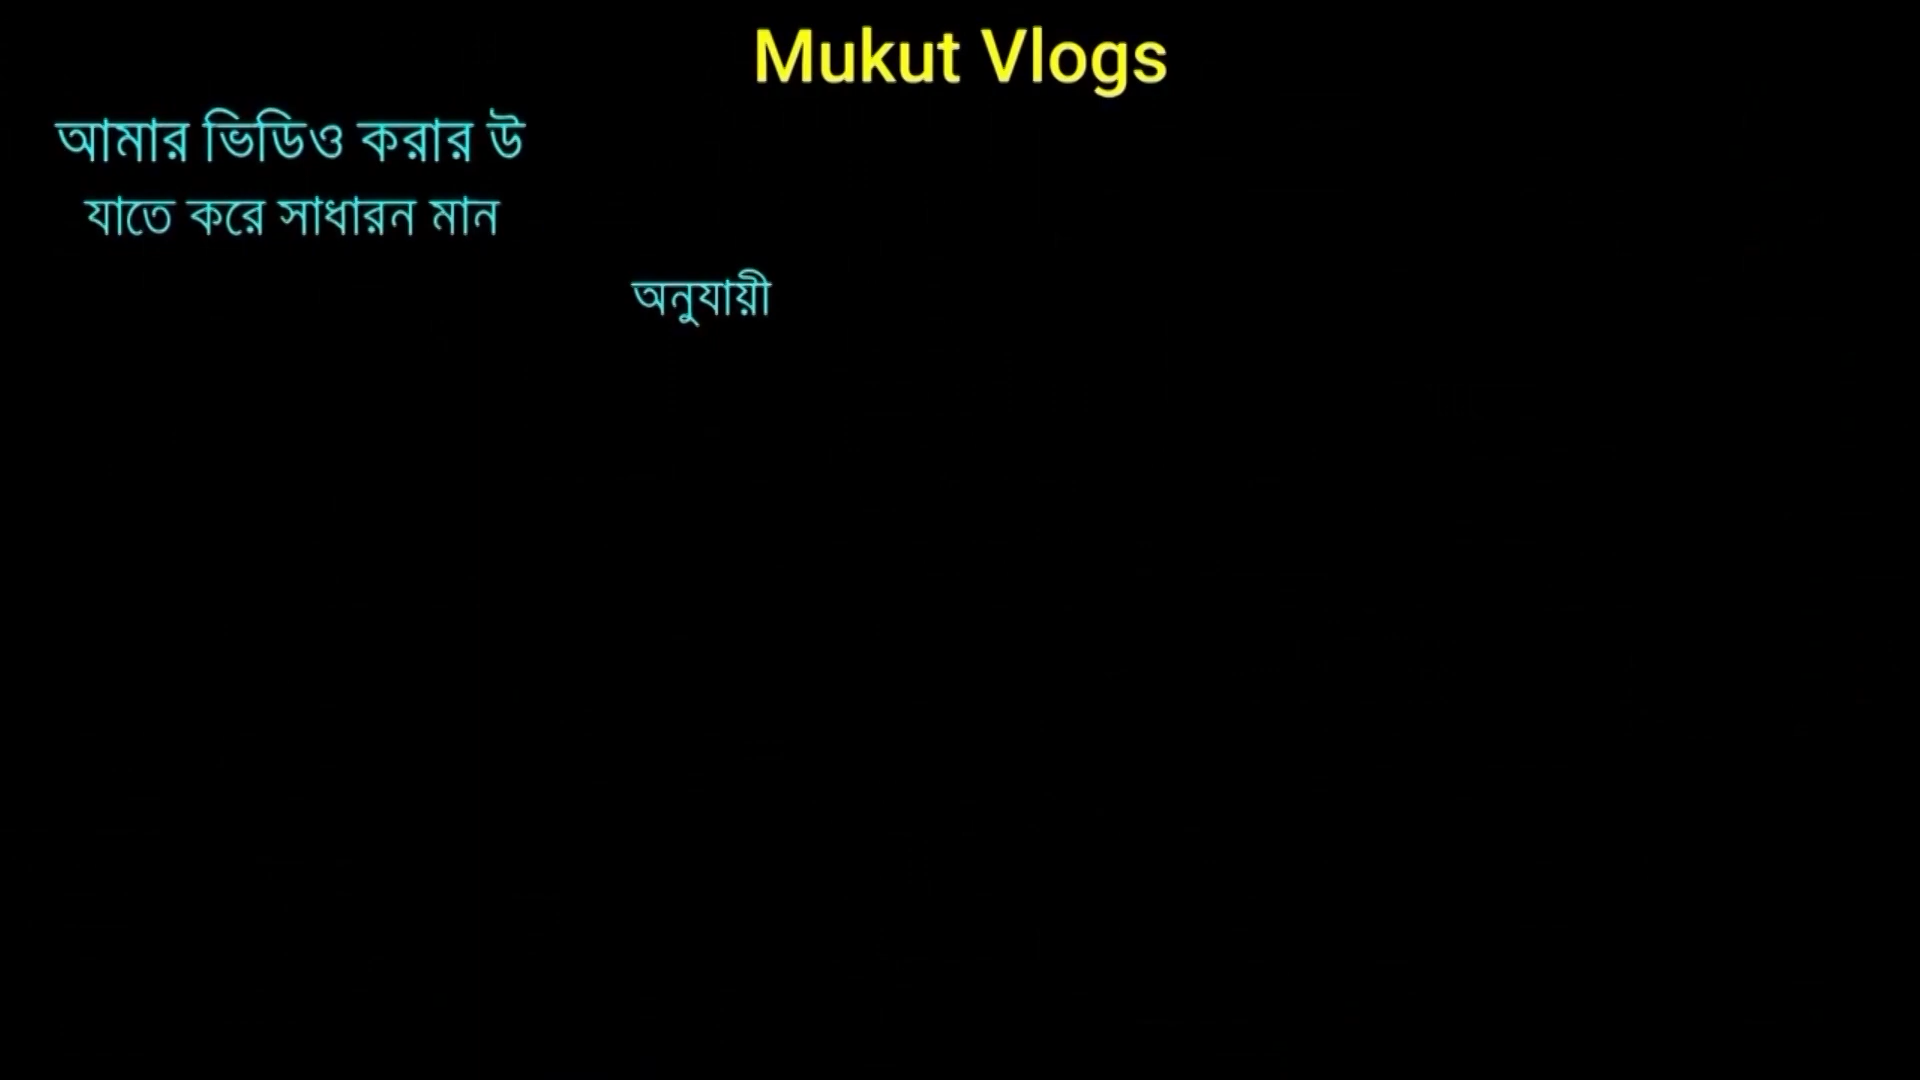 Mukut Vlogs
আমার ভিডিও করার উ
যাতে করে সাধারন মান
অনুযায়ী